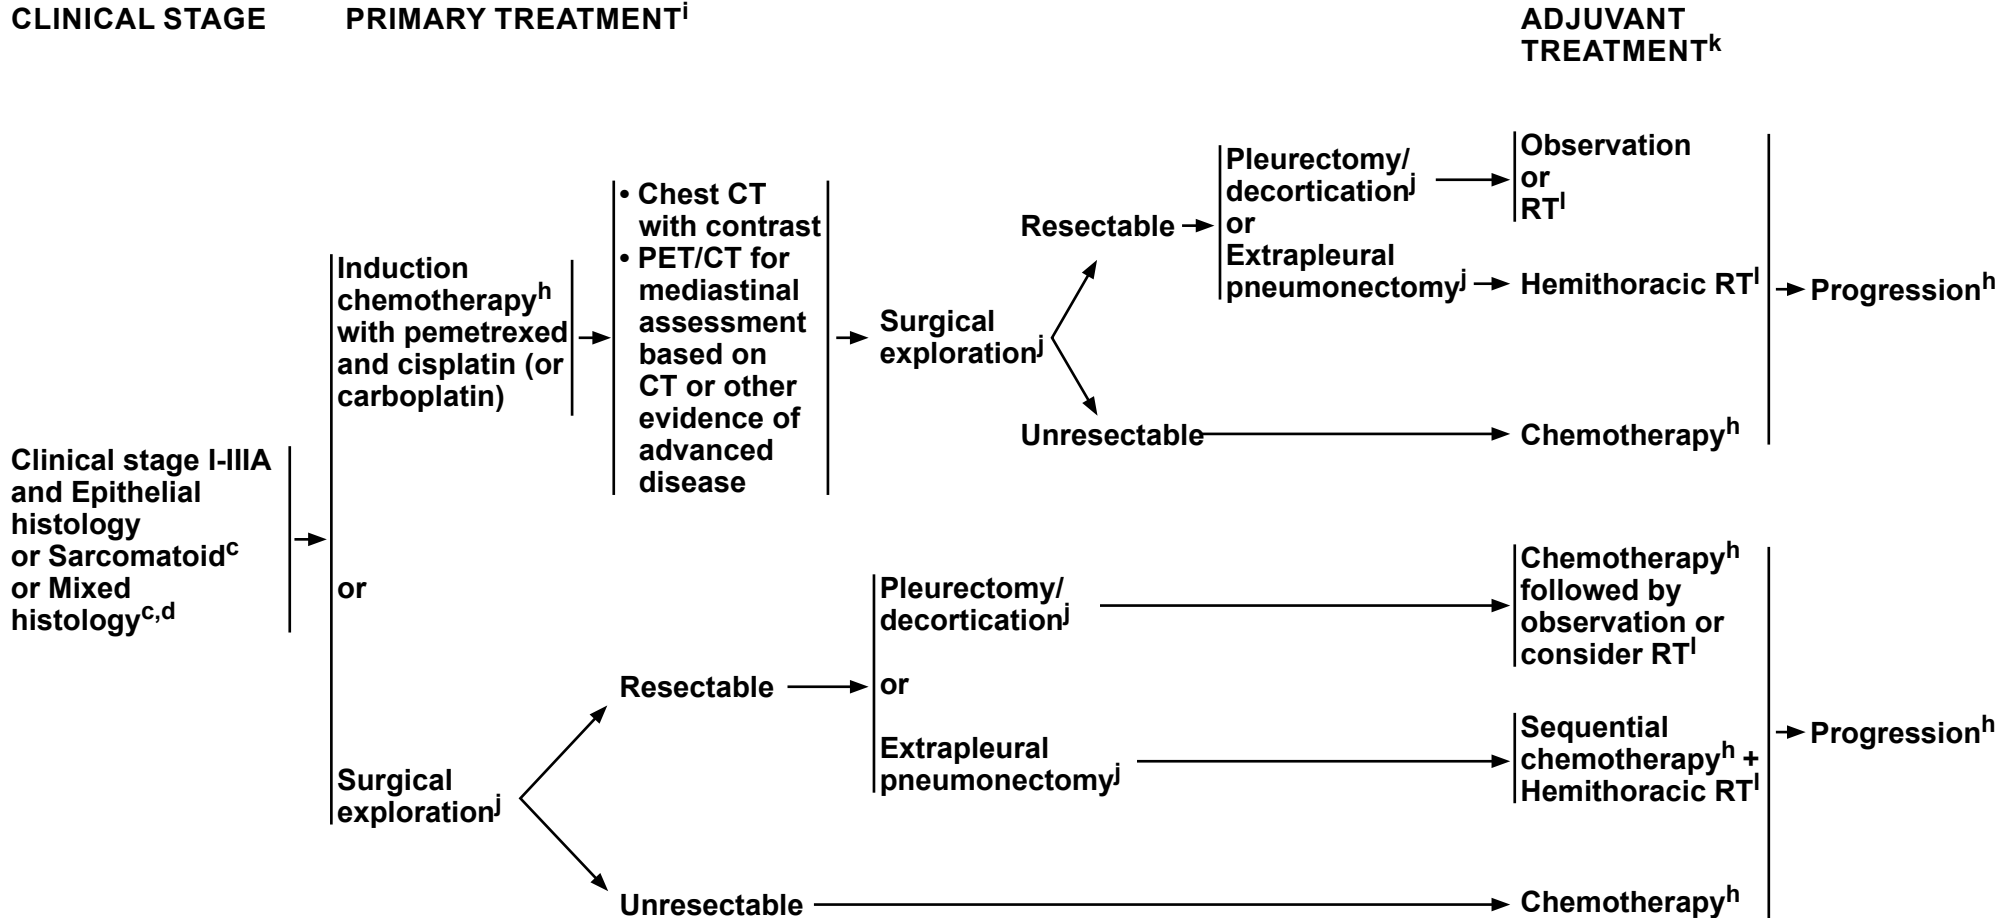 CLINICAL STAGE
PRIMARY TREATMENTⁱ
ADJUVANT
TREATMENTᵏ
Clinical stage I-IIIA
and Epithelial
histology
or Sarcomatoidᶜ
or Mixed
histologyᶜ,ᵈ
Induction
chemotherapyʰ
with pemetrexed
and cisplatin (or
carboplatin)
• Chest CT
with contrast
• PET/CT for
mediastinal
assessment
based on
CT or other
evidence of
advanced
disease
Surgical
explorationʲ
Resectable
Pleurectomy/
decorticationʲ
or
Extrapleural
pneumonectomyʲ
Observation
or
RTˡ
Hemithoracic RTˡ
Unresectable
Chemotherapyʰ
Progressionʰ
or
Surgical
explorationʲ
Resectable
Pleurectomy/
decorticationʲ
or
Extrapleural
pneumonectomyʲ
Chemotherapyʰ
followed by
observation or
consider RTˡ
Sequential
chemotherapyʰ +
Hemithoracic RTˡ
Unresectable
Chemotherapyʰ
Progressionʰ